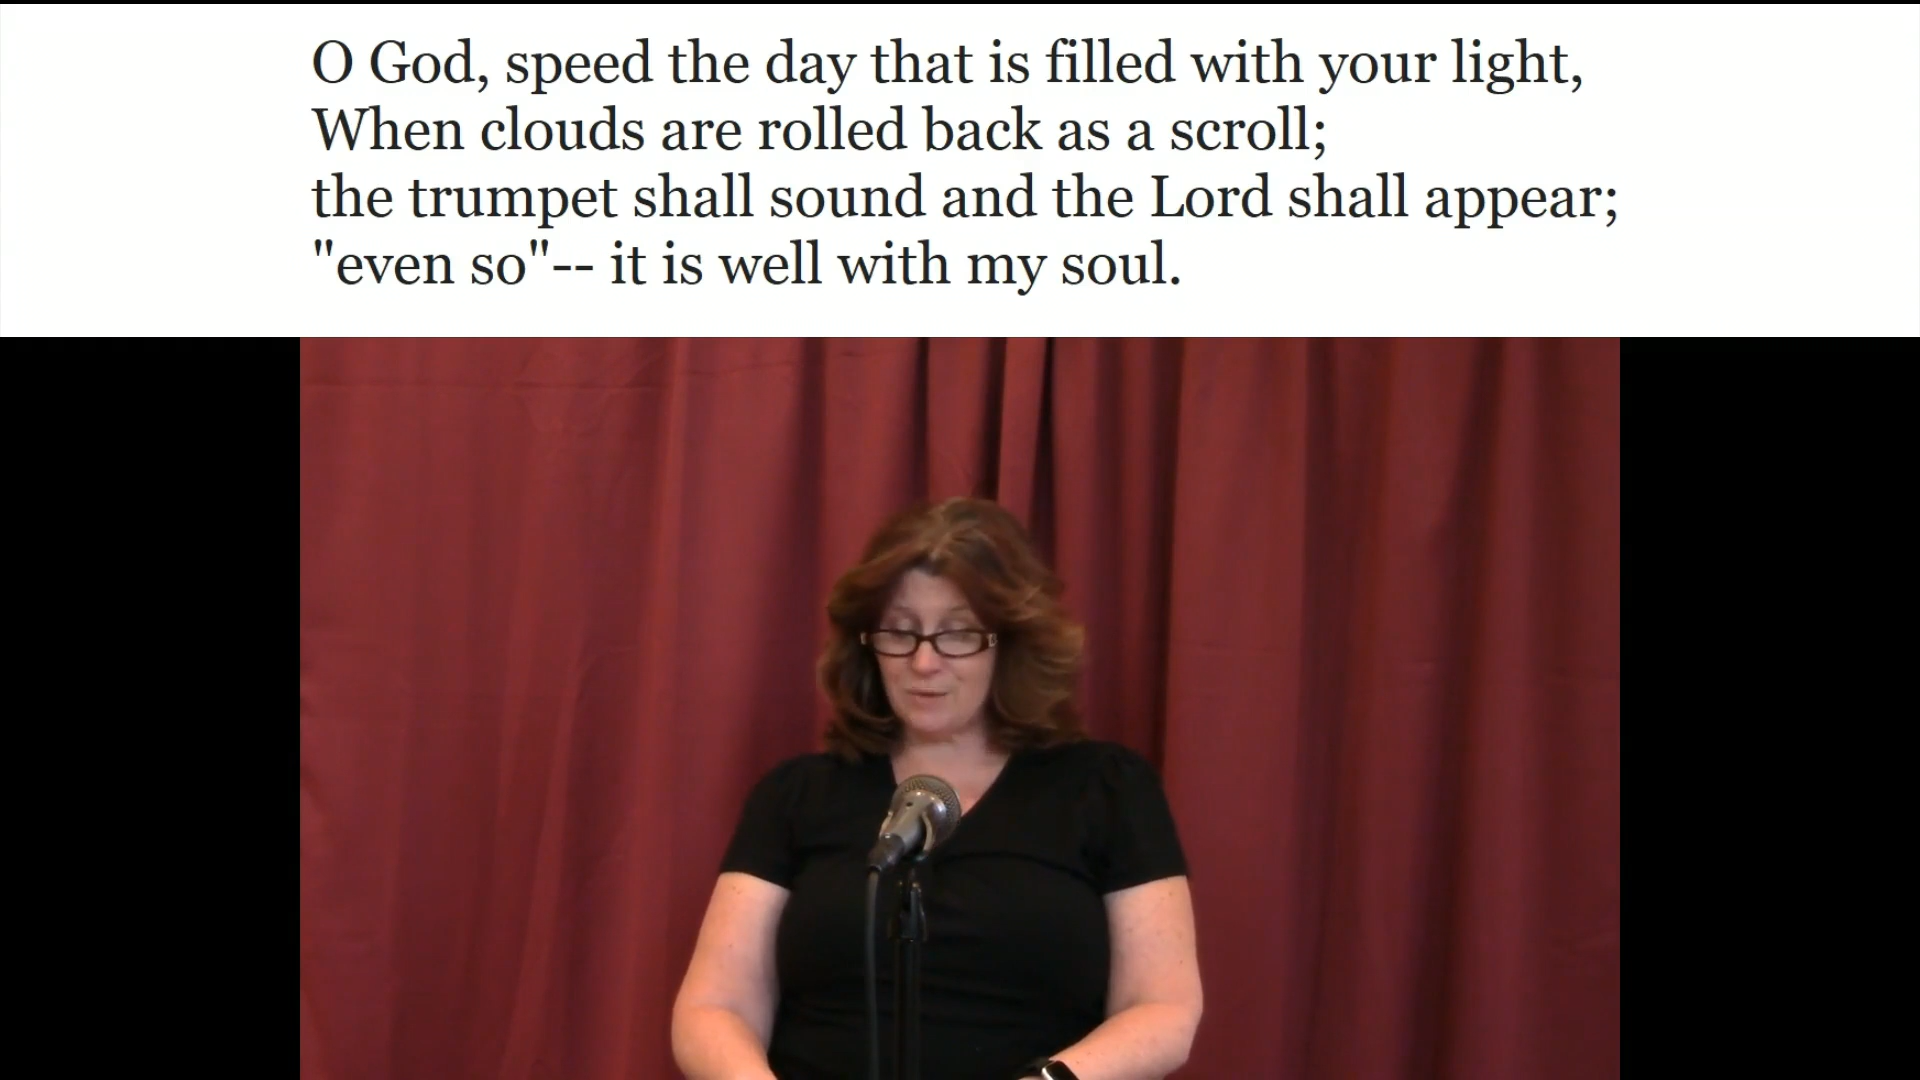 O God, speed the day that is filled with your light,
When clouds are rolled back as a scroll;
the trumpet shall sound and the Lord shall appear;
"even so"-- it is well with my soul.